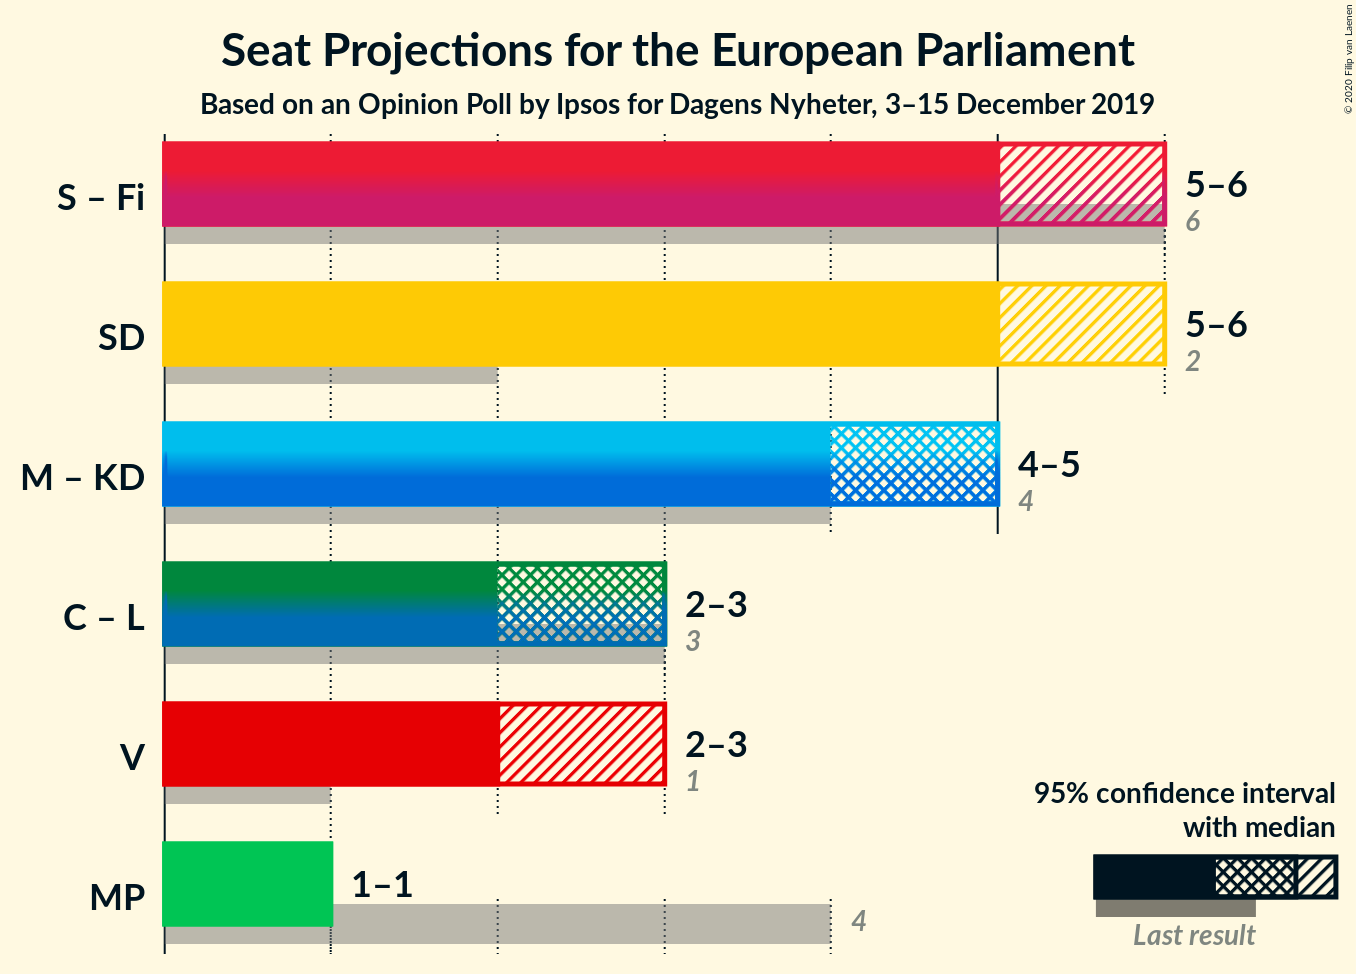 Seat Projections for the European Parliament
Based on an Opinion Poll by Ipsos for Dagens Nyheter, 3–15 December 2019
© 2020 Filip van Laenen
S – Fi
5–6
6
SD
5–6
2
M – KD
4–5
4
C – L
2–3
3
V
2–3
1
MP
1–1
4
95% confidence interval
with median
Last result